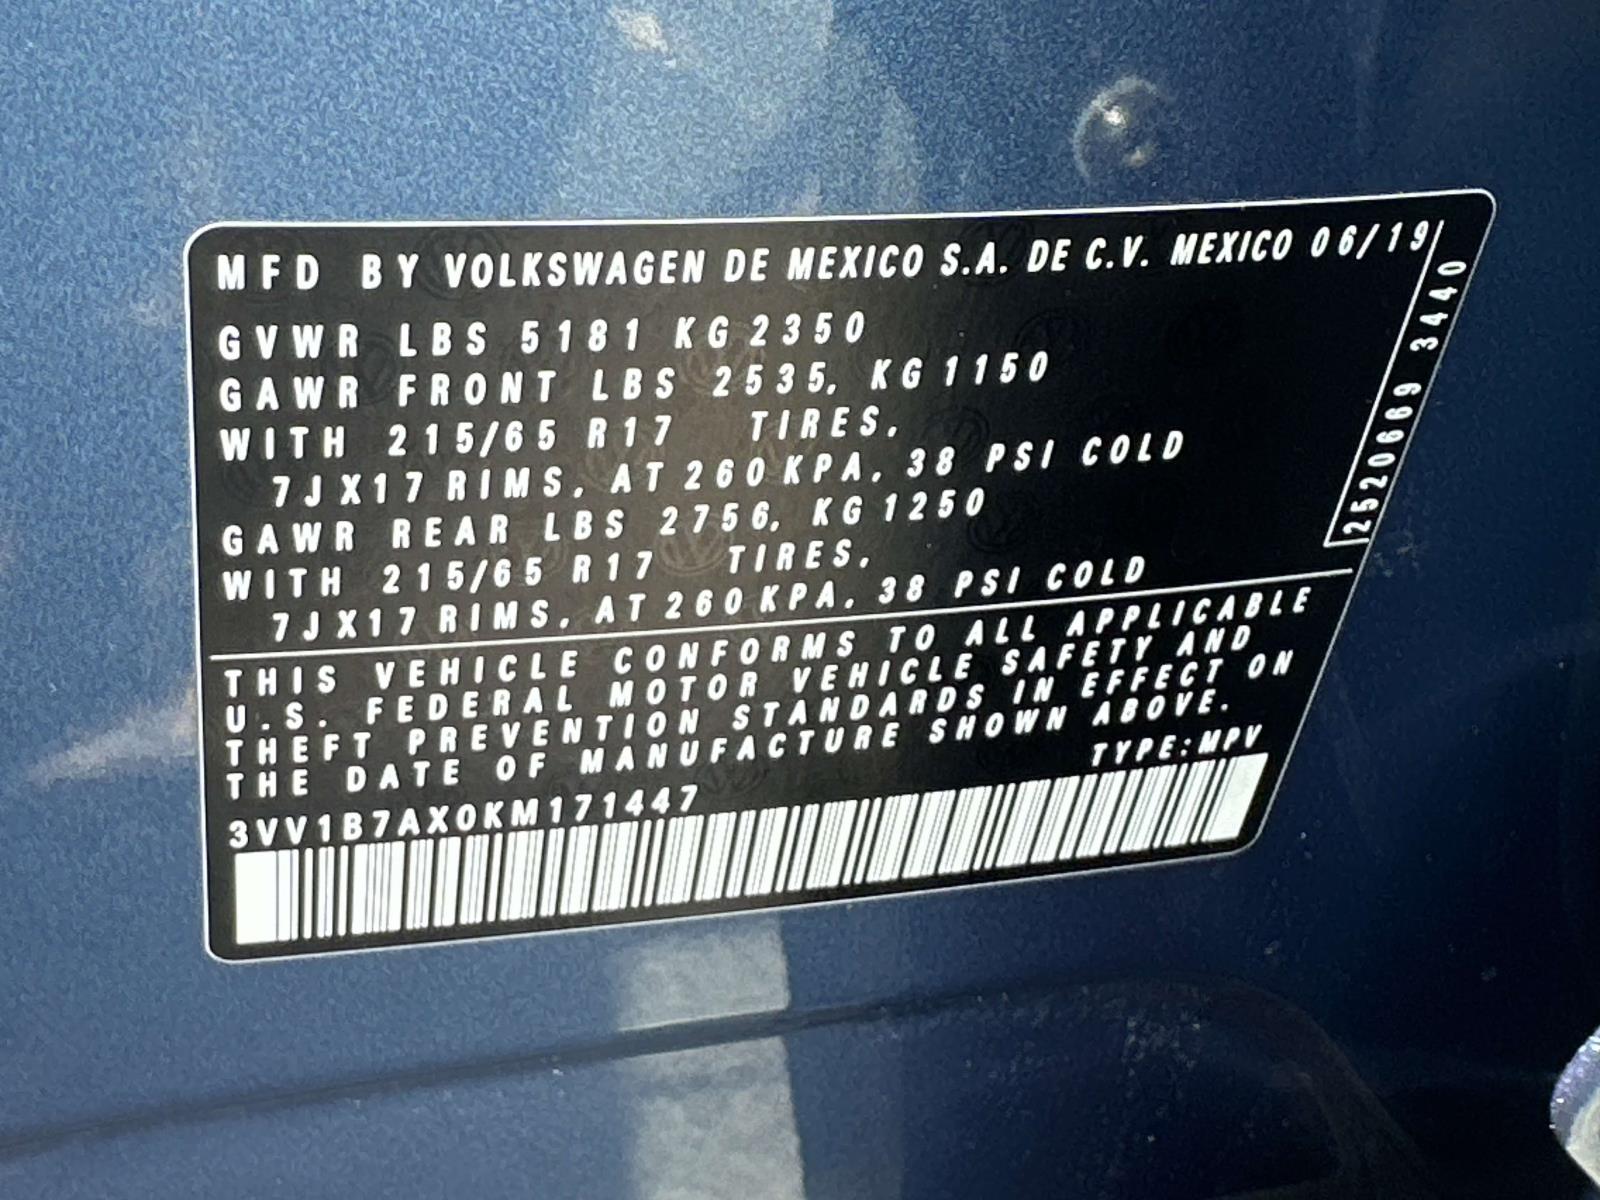 MFD BY VOLKSWAGEN DE MEXICO S.A. DE C.V. MEXICO 06/19
GVWR LBS 5181 KG 2350
GAWR FRONT LBS 2535, KG 1150
WITH 215/65 R17 TIRES,
7JX17 RIMS, AT 260 KPA, 38 PSI COLD
GAWR REAR LBS 2756, KG 1250
WITH 215/65 R17 TIRES,
7JX17 RIMS, AT 260 KPA, 38 PSI COLD
2520669 3440
THIS VEHICLE CONFORMS TO ALL APPLICABLE
U.S. FEDERAL MOTOR VEHICLE SAFETY AND
THEFT PREVENTION STANDARDS IN EFFECT ON
THE DATE OF MANUFACTURE SHOWN ABOVE.
TYPE:MPV
3VV1B7AX0KM171447